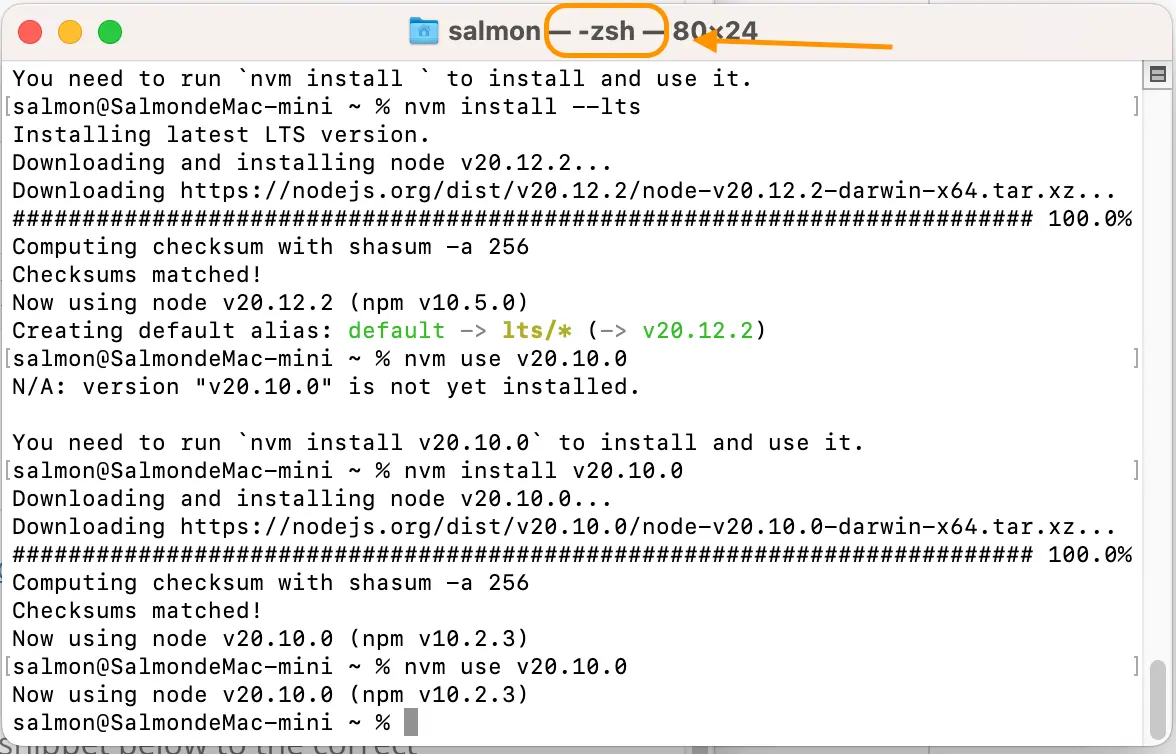 salmon — -zsh — 80×24
You need to run `nvm install ` to install and use it.
[salmon@SalmondeMac-mini ~ % nvm install --lts ]
Installing latest LTS version.
Downloading and installing node v20.12.2...
Downloading https://nodejs.org/dist/v20.12.2/node-v20.12.2-darwin-x64.tar.xz...
######################################################################### 100.0%
Computing checksum with shasum -a 256
Checksums matched!
Now using node v20.12.2 (npm v10.5.0)
Creating default alias: default -> lts/* (-> v20.12.2)
[salmon@SalmondeMac-mini ~ % nvm use v20.10.0 ]
N/A: version "v20.10.0" is not yet installed.
You need to run `nvm install v20.10.0` to install and use it.
[salmon@SalmondeMac-mini ~ % nvm install v20.10.0 ]
Downloading and installing node v20.10.0...
Downloading https://nodejs.org/dist/v20.10.0/node-v20.10.0-darwin-x64.tar.xz...
######################################################################### 100.0%
Computing checksum with shasum -a 256
Checksums matched!
Now using node v20.10.0 (npm v10.2.3)
[salmon@SalmondeMac-mini ~ % nvm use v20.10.0 ]
Now using node v20.10.0 (npm v10.2.3)
salmon@SalmondeMac-mini ~ %
snippet below to the correct